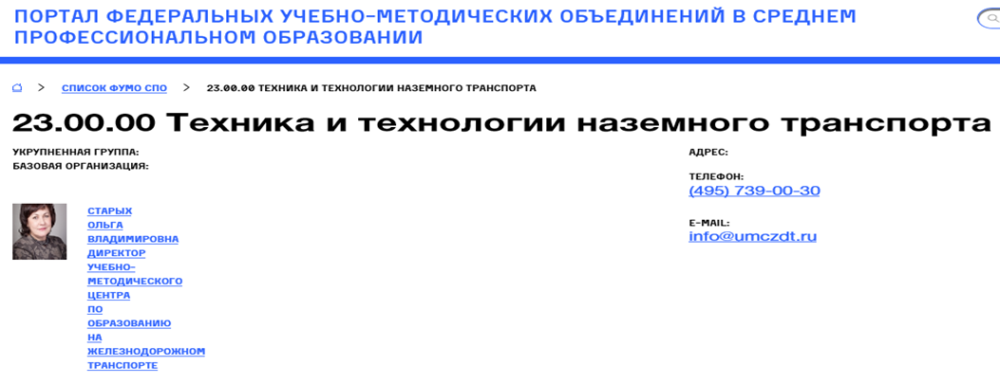 ПОРТАЛ ФЕДЕРАЛЬНЫХ УЧЕБНО-МЕТОДИЧЕСКИХ ОБЪЕДИНЕНИЙ В СРЕДНЕМ
ПРОФЕССИОНАЛЬНОМ ОБРАЗОВАНИИ
> СПИСОК ФУМО СПО > 23.00.00 ТЕХНИКА И ТЕХНОЛОГИИ НАЗЕМНОГО ТРАНСПОРТА
23.00.00 Техника и технологии наземного транспорта
УКРУПНЕННАЯ ГРУППА:
БАЗОВАЯ ОРГАНИЗАЦИЯ:
СТАРЫХ
ОЛЬГА
ВЛАДИМИРОВНА
ДИРЕКТОР
УЧЕБНО-
МЕТОДИЧЕСКОГО
ЦЕНТРА
ПО
ОБРАЗОВАНИЮ
НА
ЖЕЛЕЗНОДОРОЖНОМ
ТРАНСПОРТЕ
АДРЕС:
ТЕЛЕФОН:
(495) 739-00-30
E-MAIL:
info@umczdt.ru